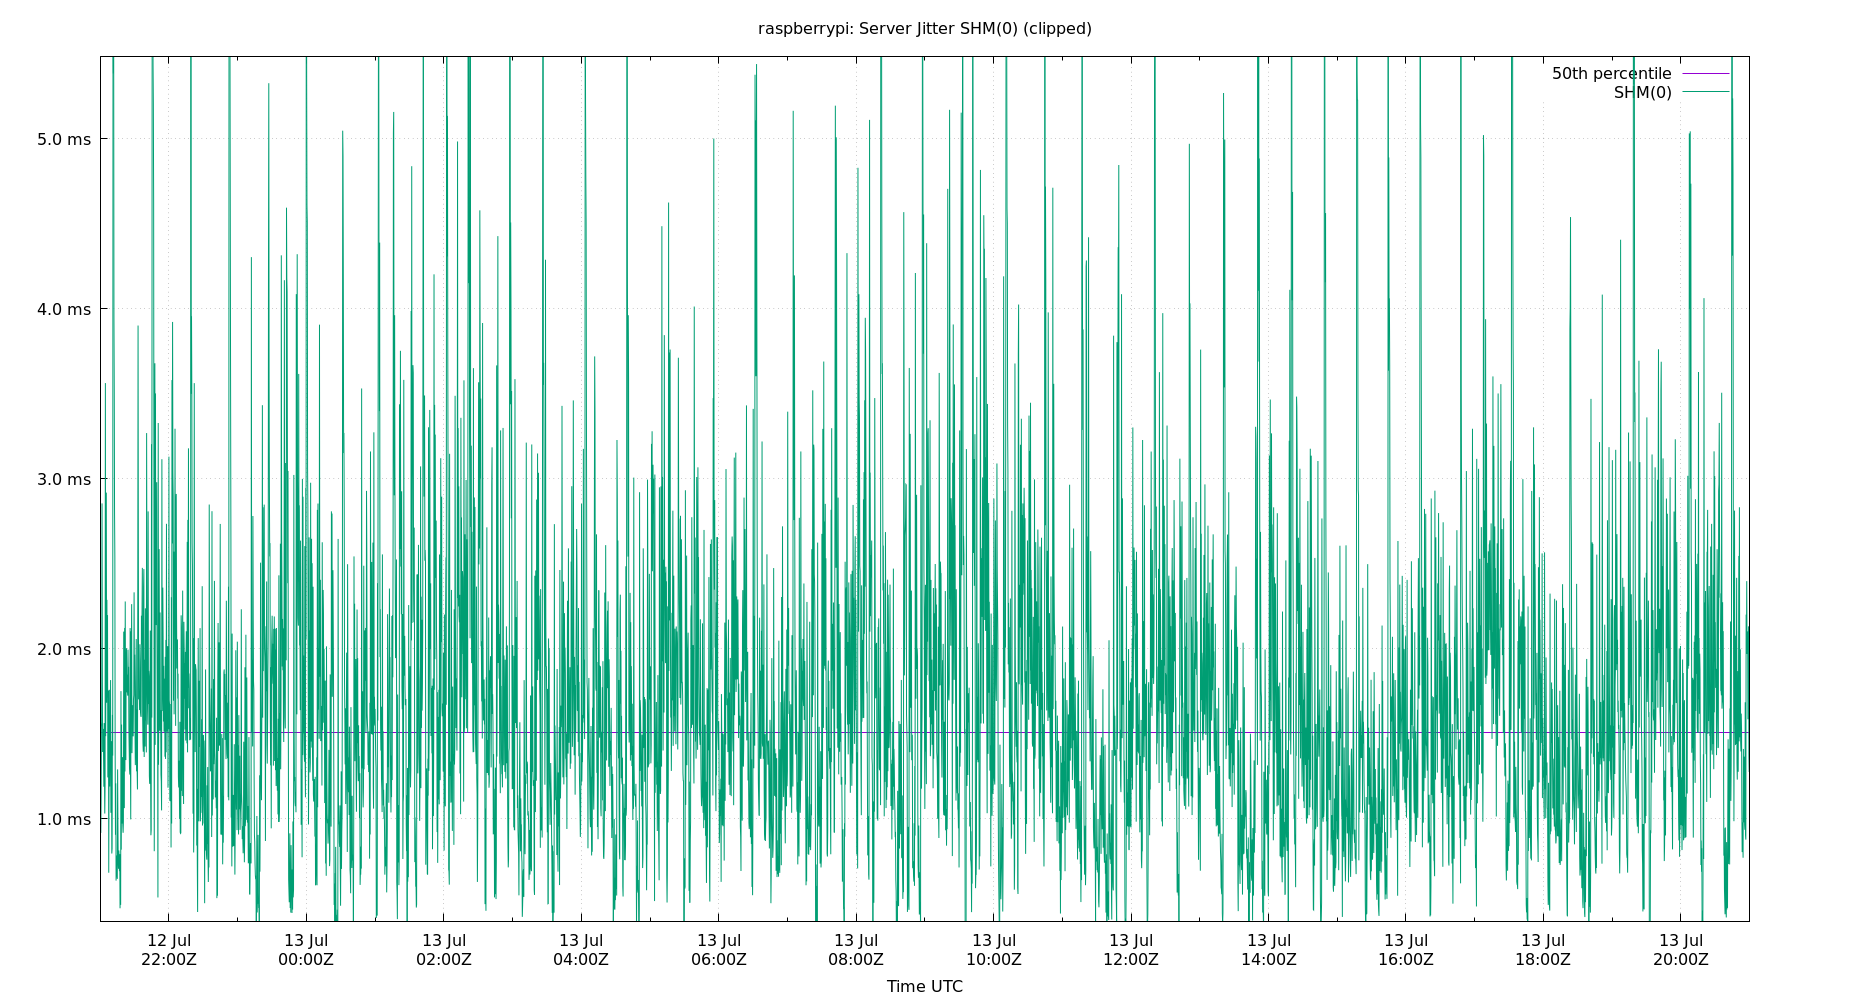 raspberrypi: Server Jitter SHM(0) (clipped)
50th percentile
SHM(0)
5.0 ms
4.0 ms
3.0 ms
2.0 ms
1.0 ms
12 Jul 13 Jul 13 Jul 13 Jul 13 Jul 13 Jul 13 Jul 13 Jul 13 Jul 13 Jul 13 Jul 13 Jul
22:00Z 00:00Z 02:00Z 04:00Z 06:00Z 08:00Z 10:00Z 12:00Z 14:00Z 16:00Z 18:00Z 20:00Z
Time UTC